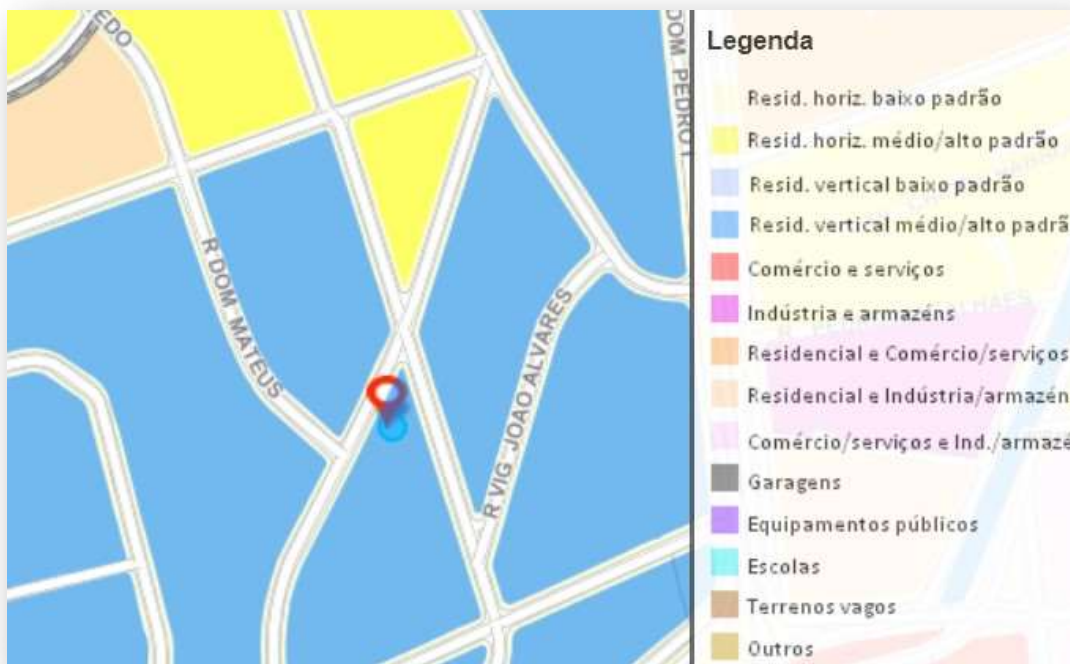 EDO
DOM PEDRO I
R DOM MATEUS
R VIG JOAO ALVARES
Legenda
Resid. horiz. baixo padrão
Resid. horiz. médio/alto padrão
Resid. vertical baixo padrão
Resid. vertical médio/alto padrã
Comércio e serviços
Indústria e armazéns
Residencial e Comércio/serviços
Residencial e Indústria/armazén
Comércio/serviços e Ind./armazé
Garagens
Equipamentos públicos
Escolas
Terrenos vagos
Outros